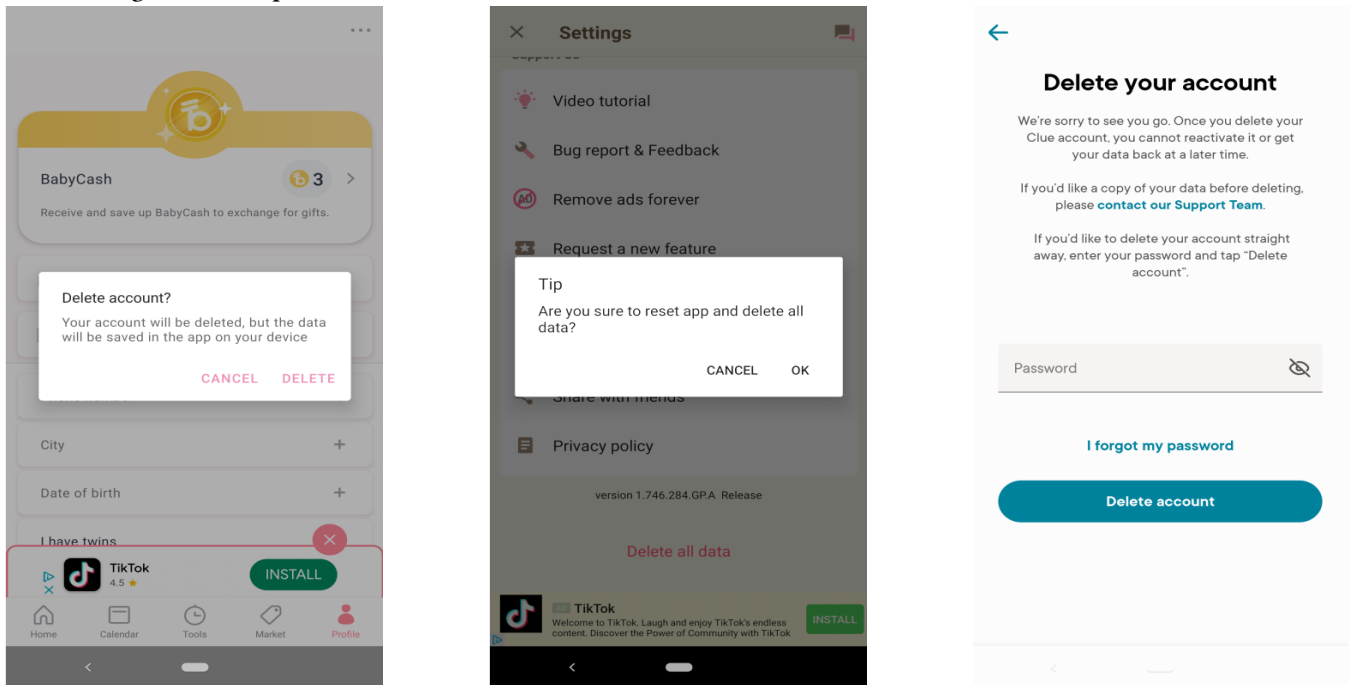 ...
BabyCash
3
Receive and save up BabyCash to exchange for gifts.
Delete account?
Your account will be deleted, but the data
will be saved in the app on your device
CANCEL DELETE
City
Date of birth
I have twins
TikTok
4.5 ★
INSTALL
Home Calendar Tools Market Profile
Settings
Video tutorial
Bug report & Feedback
AD
Remove ads forever
Request a new feature
Tip
Are you sure to reset app and delete all
data?
CANCEL OK
Share with friends
Privacy policy
version 1.746.284.GP.A Release
Delete all data
AD TikTok
Welcome to TikTok. Laugh and enjoy TikTok's endless
content. Discover the Power of Community with TikTok
INSTALL
Delete your account
We're sorry to see you go. Once you delete your
Clue account, you cannot reactivate it or get
your data back at a later time.
If you'd like a copy of your data before deleting,
please contact our Support Team.
If you'd like to delete your account straight
away, enter your password and tap "Delete
account".
Password
I forgot my password
Delete account